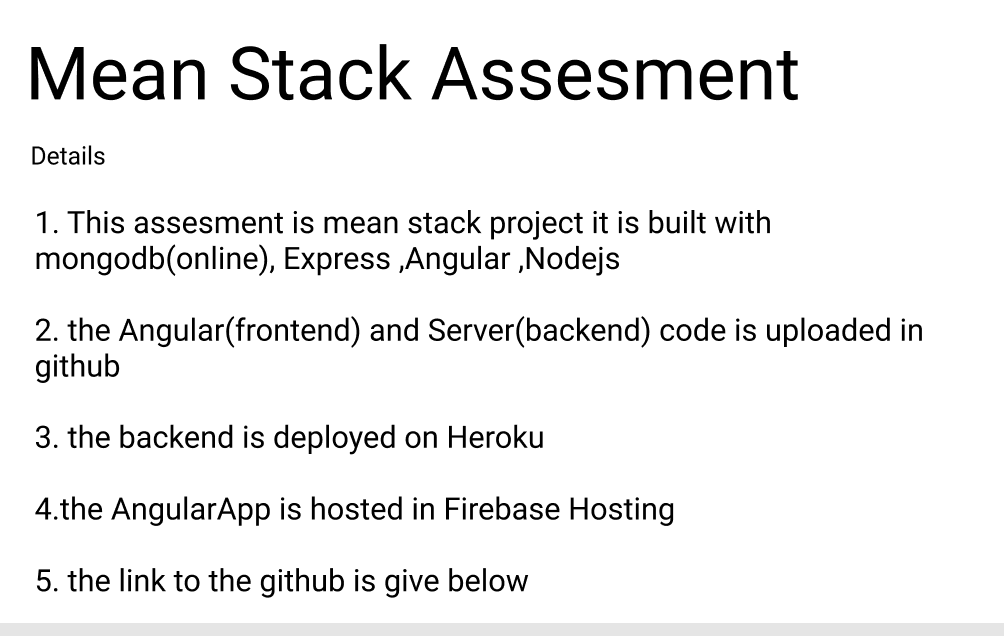 Mean Stack Assesment
Details
1. This assesment is mean stack project it is built with
mongodb(online), Express ,Angular ,Nodejs
2. the Angular(frontend) and Server(backend) code is uploaded in
github
3. the backend is deployed on Heroku
4.the AngularApp is hosted in Firebase Hosting
5. the link to the github is give below